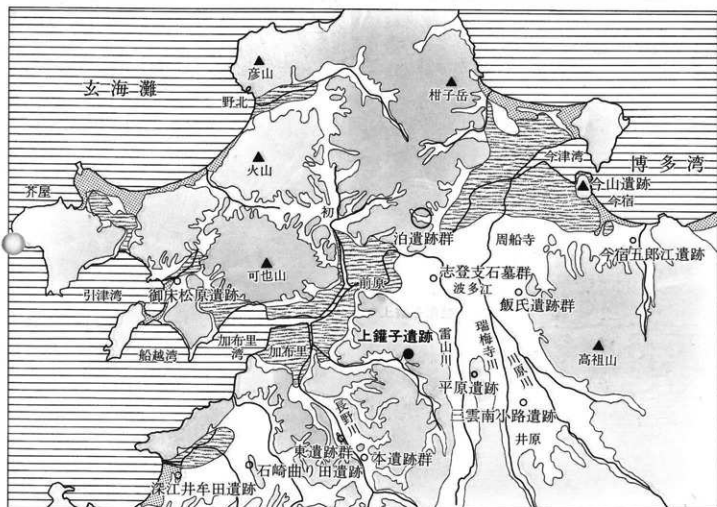 彦山
玄海灘
柑子岳
野北
今津湾
博多湾
火山
芥屋
今山遺跡
今宿
初
泊遺跡群
周船寺
今宿五郎江遺跡
可也山
志登支石墓群
前原
波多江
引津湾
御床松原遺跡
飯氏遺跡群
船越湾
加布里湾
加布里
上鑵子遺跡
雷山川
瑞梅寺川
川原川
高祖山
平原遺跡
三雲南小路遺跡
長野川
井原
東遺跡群
本遺跡群
石崎曲り田遺跡
深江井牟田遺跡